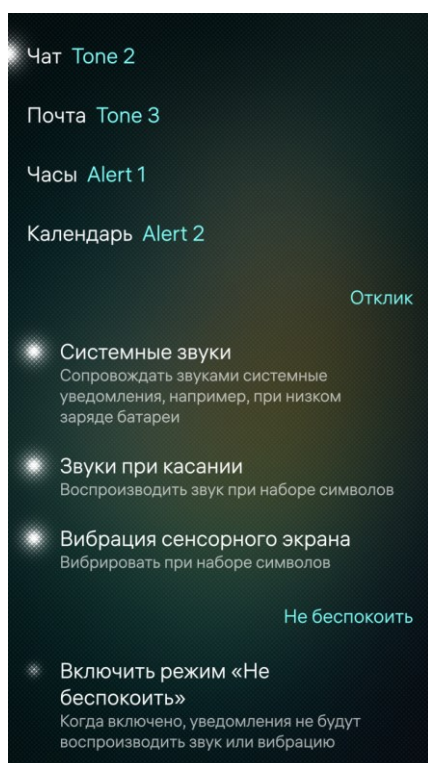 Чат Tone 2
Почта Tone 3
Часы Alert 1
Календарь Alert 2
Отклик
Системные звуки
Сопровождать звуками системные
уведомления, например, при низком
заряде батареи
Звуки при касании
Воспроизводить звук при наборе символов
Вибрация сенсорного экрана
Вибрировать при наборе символов
Не беспокоить
Включить режим «Не
беспокоить»
Когда включено, уведомления не будут
воспроизводить звук или вибрацию